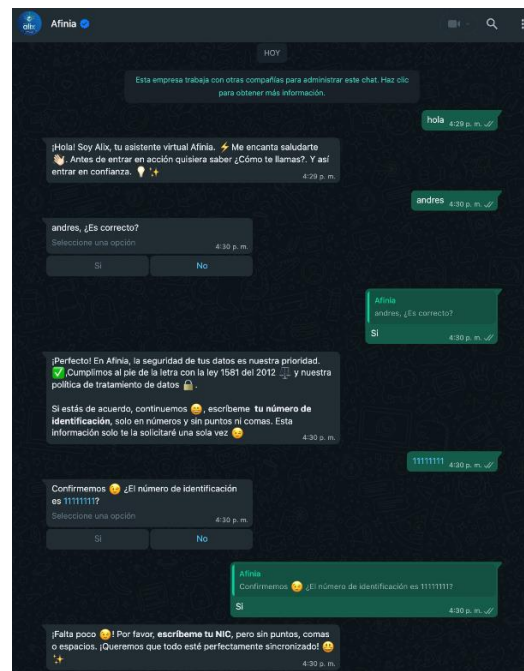 alix
Afinia
HOY
Esta empresa trabaja con otras compañías para administrar este chat. Haz clic
para obtener más información.
hola 4:29 p. m.
¡Hola! Soy Alix, tu asistente virtual Afinia. ⚡ Me encanta saludarte
👋🏻. Antes de entrar en acción quisiera saber ¿Cómo te llamas?. Y así
entrar en confianza. 💡✨
4:29 p. m.
andres 4:30 p. m.
andres, ¿Es correcto?
Seleccione una opción
4:30 p. m.
Si No
Afinia
andres, ¿Es correcto?
Si
4:30 p. m.
¡Perfecto! En Afinia, la seguridad de tus datos es nuestra prioridad.
✅,Cumplimos al pie de la letra con la ley 1581 del 2012 ⚖️ y nuestra
política de tratamiento de datos 🔒.
Si estás de acuerdo, continuemos 😊, escríbeme tu número de
identificación, solo en números y sin puntos ni comas. Esta
información solo te la solicitaré una sola vez 😉
4:30 p. m.
11111111 4:30 p. m.
Confirmemos 😉 ¿El número de identificación
es 11111111?
Seleccione una opción
4:30 p. m.
Si No
Afinia
Confirmemos 😉 ¿El número de identificación es 11111111?
Si
4:30 p. m.
¡Falta poco 😉! Por favor, escríbeme tu NIC, pero sin puntos, comas
o espacios. ¡Queremos que todo esté perfectamente sincronizado! 😃
✨
4:30 p. m.